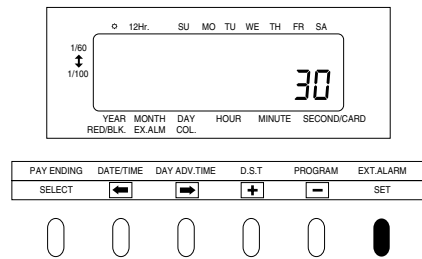 ☼ 12Hr. SU MO TU WE TH FR SA
1/60
↕
1/100
30
YEAR MONTH DAY HOUR MINUTE SECOND/CARD
RED/BLK. EX.ALM COL.
PAY ENDING DATE/TIME DAY ADV.TIME D.S.T PROGRAM EXT.ALARM
SELECT ← → + − SET